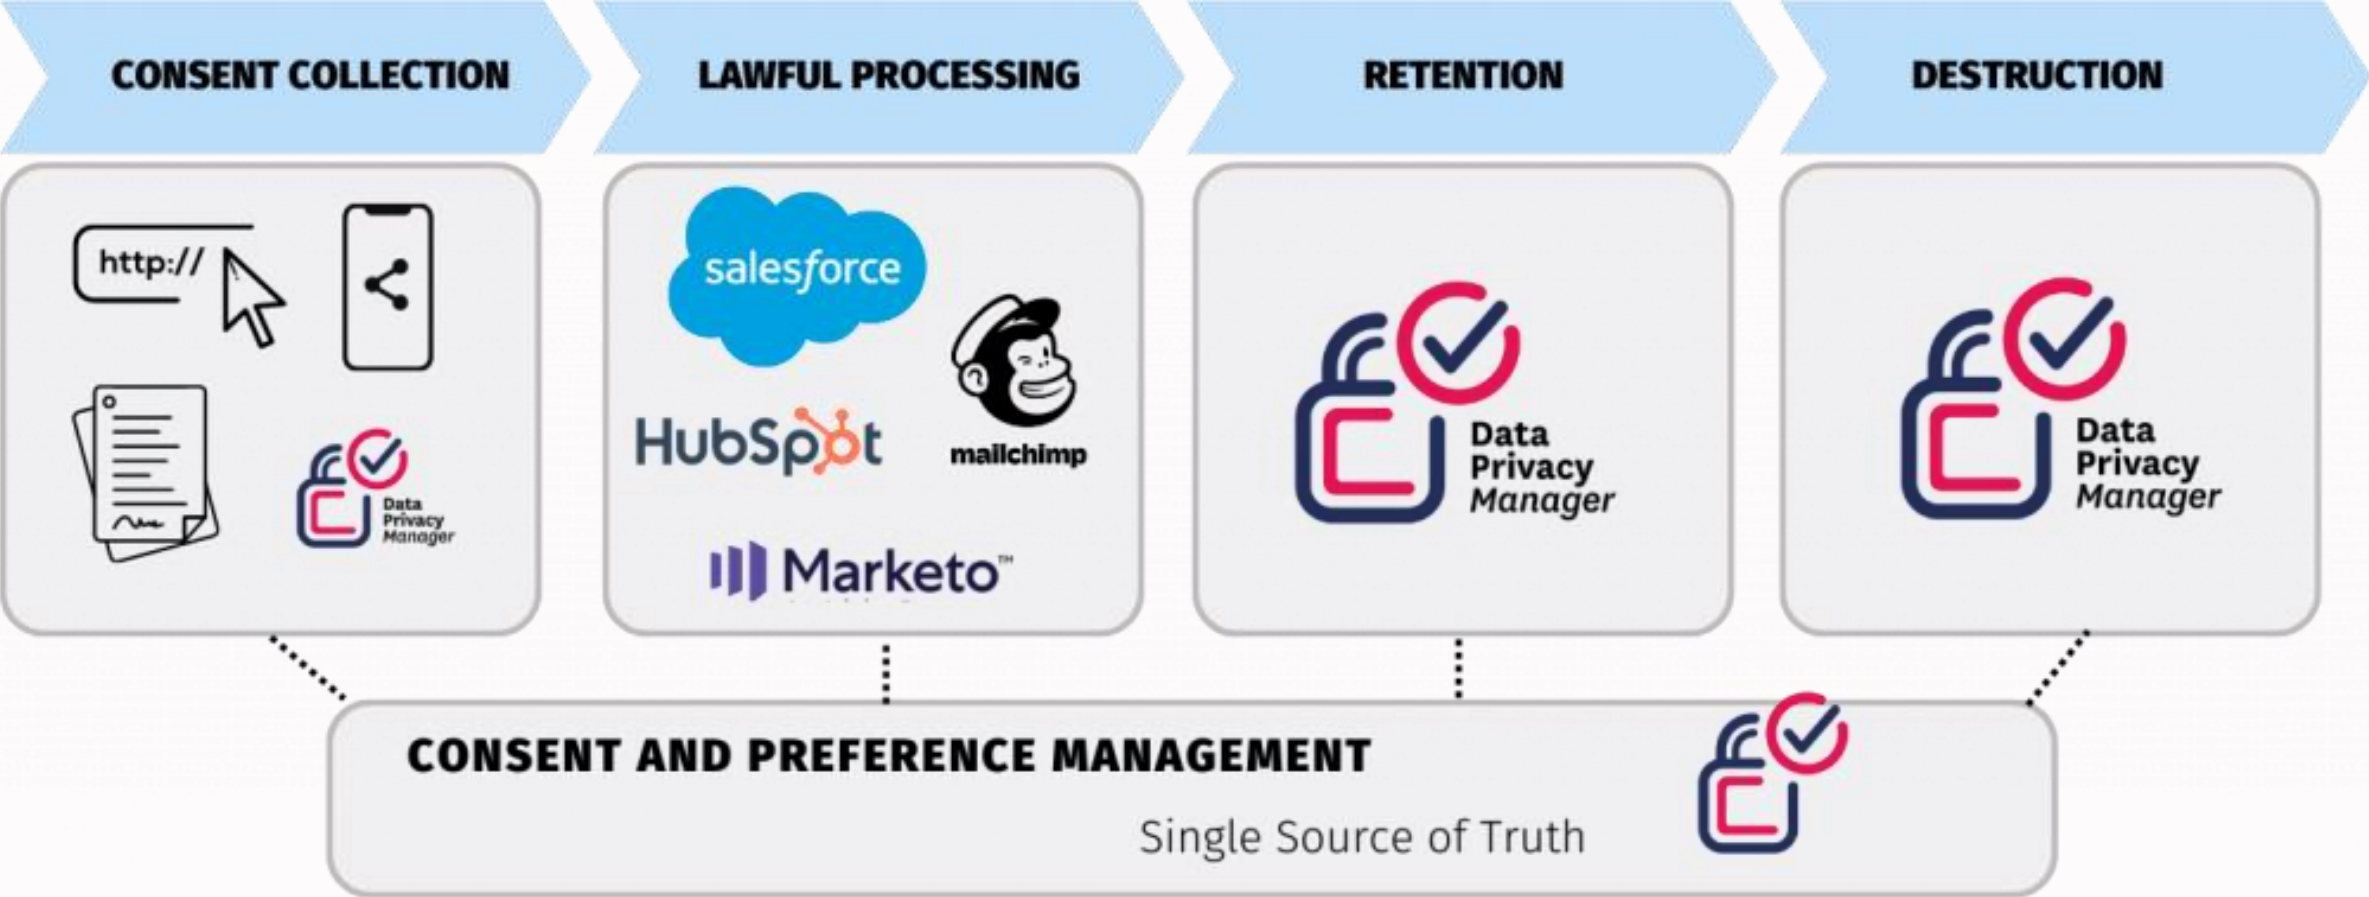 CONSENT COLLECTION
LAWFUL PROCESSING
RETENTION
DESTRUCTION
http://
Data
Privacy
Manager
salesforce
HubSpot
mailchimp
Marketo™
Data
Privacy
Manager
Data
Privacy
Manager
CONSENT AND PREFERENCE MANAGEMENT
Single Source of Truth